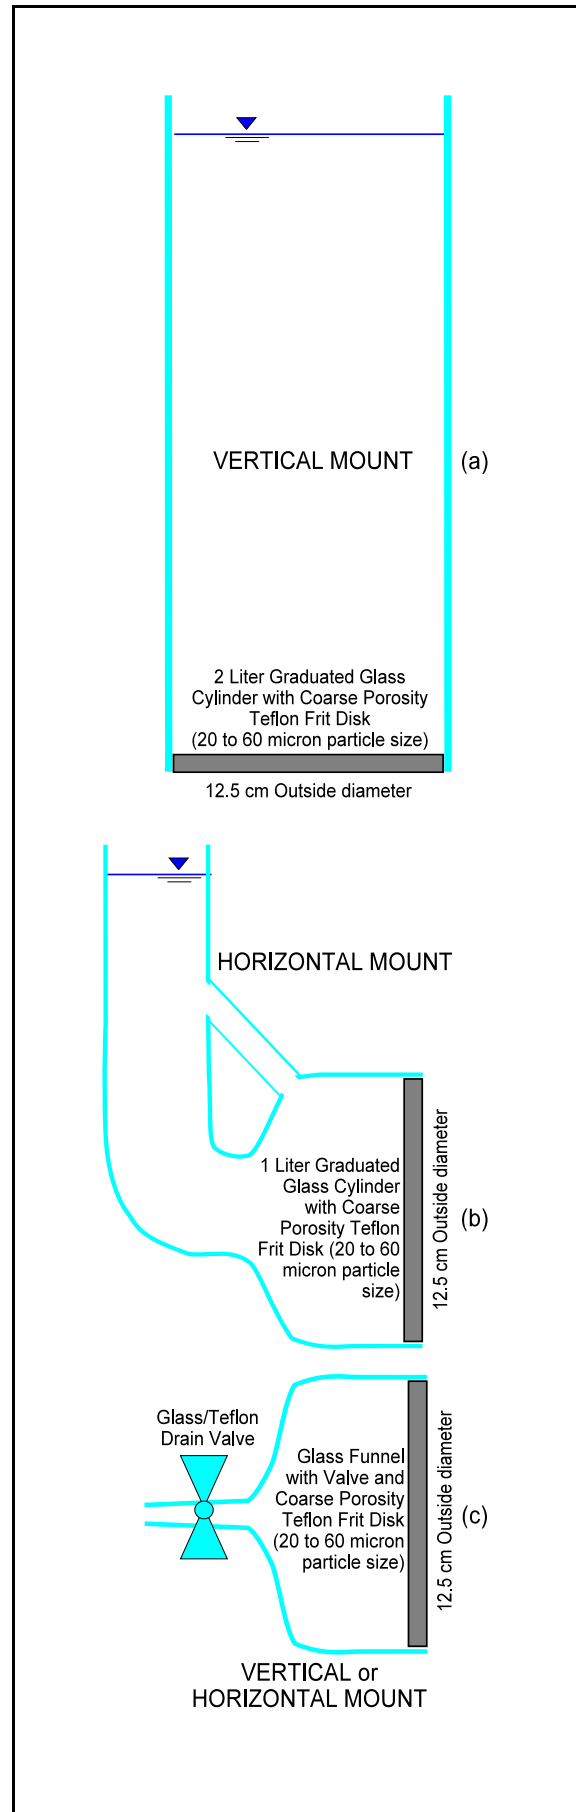 VERTICAL MOUNT
(a)
2 Liter Graduated Glass
Cylinder with Coarse Porosity
Teflon Frit Disk
(20 to 60 micron particle size)
12.5 cm Outside diameter
HORIZONTAL MOUNT
1 Liter Graduated
Glass Cylinder
with Coarse
Porosity Teflon
Frit Disk (20 to 60
micron particle
size)
12.5 cm Outside diameter
(b)
Glass/Teflon
Drain Valve
Glass Funnel
with Valve and
Coarse Porosity
Teflon Frit Disk
(20 to 60 micron
particle size)
12.5 cm Outside diameter
(c)
VERTICAL or
HORIZONTAL MOUNT